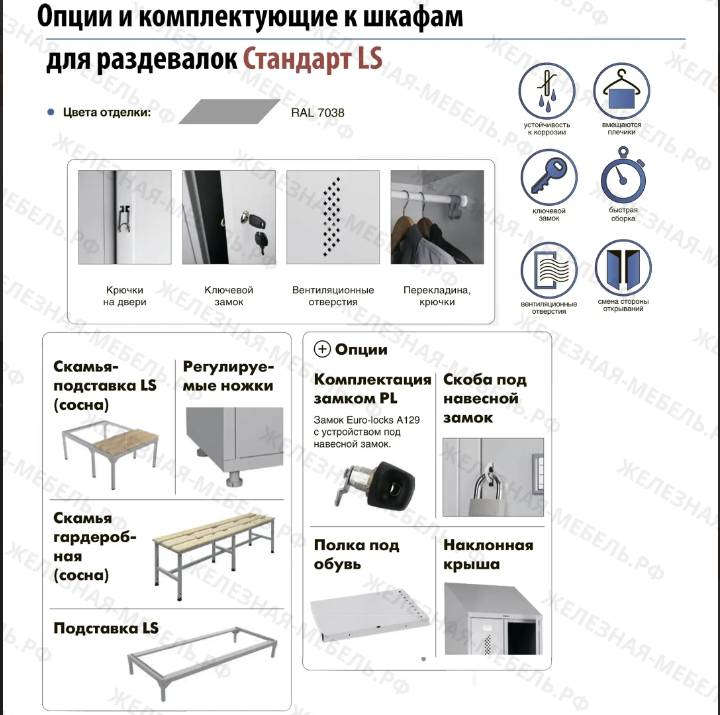 Опции и комплектующие к шкафам
для раздевалок Стандарт LS
Цвета отделки:
RAL 7038
устойчивость
к коррозии
вмещаются
плечики
ключевой
замок
быстрая
сборка
вентиляционные
отверстия
смена стороны
открываний
Крючки
на двери
Ключевой
замок
Вентиляционные
отверстия
Перекладина,
крючки
Скамья-
подставка LS
(сосна)
Регулируе-
мые ножки
Скамья
гардероб-
ная
(сосна)
Подставка LS
Опции
Комплектация
замком PL
Замок Euro-locks A129
с устройством под
навесной замок.
Скоба под
навесной
замок
Полка под
обувь
Наклонная
крыша
ЖЕЛЕЗНАЯ-МЕБЕЛЬ.РФ